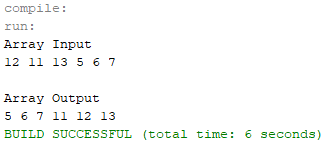 compile:
run:
Array Input
12 11 13 5 6 7
Array Output
5 6 7 11 12 13
BUILD SUCCESSFUL (total time: 6 seconds)